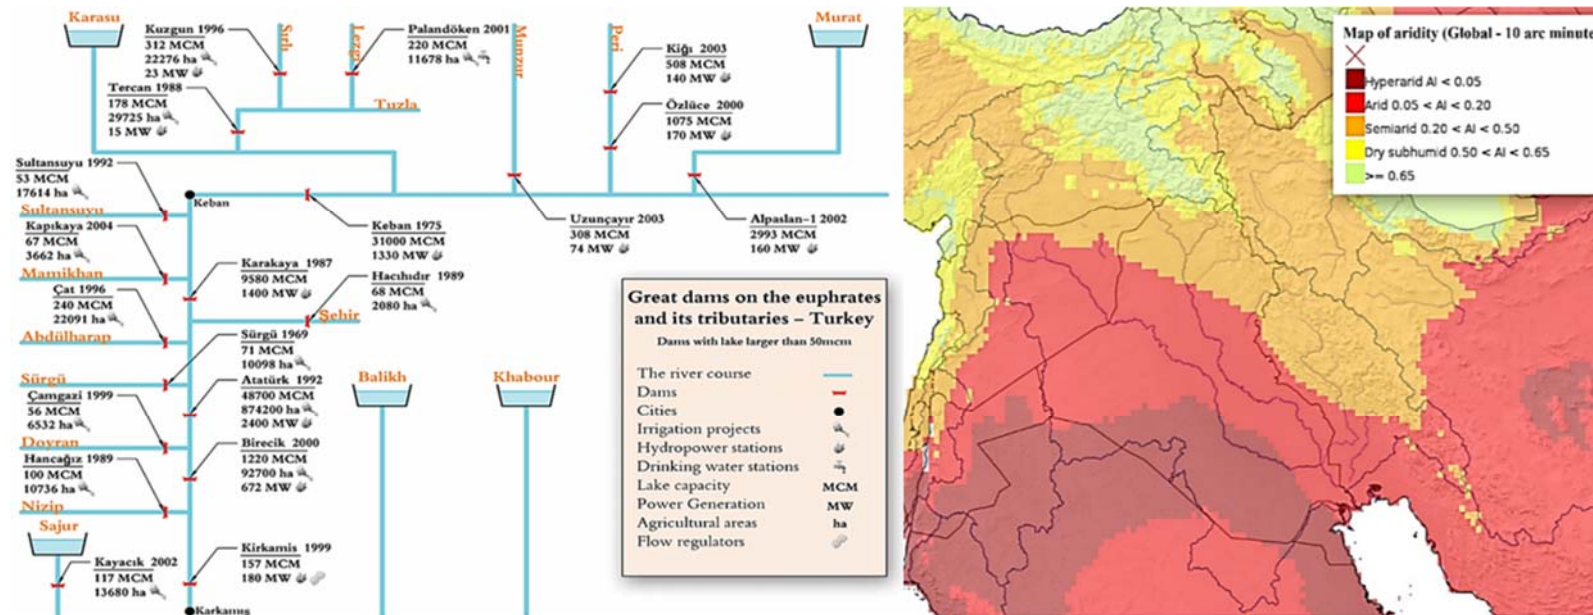 Karasu
Kuzgun 1996
312 MCM
22276 ha
23 MW
Sırlı
Lezgi
Palandöken 2001
220 MCM
11678 ha
Munzur
Peri
Kiğı 2003
508 MCM
140 MW
Murat
Tercan 1988
178 MCM
29725 ha
15 MW
Tuzla
Özlüce 2000
1075 MCM
170 MW
Sultansuyu 1992
53 MCM
17614 ha
Sultansuyu
Keban
Keban 1975
31000 MCM
1330 MW
Uzunçayır 2003
308 MCM
74 MW
Alpaslan-1 2002
2993 MCM
160 MW
Kapıkaya 2004
67 MCM
3662 ha
Mamikhan
Karakaya 1987
9580 MCM
1400 MW
Hacıhıdır 1989
68 MCM
2080 ha
Şehir
Çat 1996
240 MCM
22091 ha
Abdülharap
Sürgü 1969
71 MCM
10098 ha
Sürgü
Atatürk 1992
48700 MCM
874200 ha
2400 MW
Çamgazi 1999
56 MCM
6532 ha
Doyran
Birecik 2000
1220 MCM
92700 ha
672 MW
Hancağız 1989
100 MCM
10736 ha
Nizip
Sajur
Kayacık 2002
117 MCM
13680 ha
Kirkamis 1999
157 MCM
180 MW
Karkamış
Balikh
Khabour
Great dams on the euphrates
and its tributaries – Turkey
Dams with lake larger than 50mcm
The river course
Dams
Cities
Irrigation projects
Hydropower stations
Drinking water stations
Lake capacity MCM
Power Generation MW
Agricultural areas ha
Flow regulators
Map of aridity (Global - 10 arc minute
Hyperarid AI < 0.05
Arid 0.05 < AI < 0.20
Semiarid 0.20 < AI < 0.50
Dry subhumid 0.50 < AI < 0.65
>= 0.65